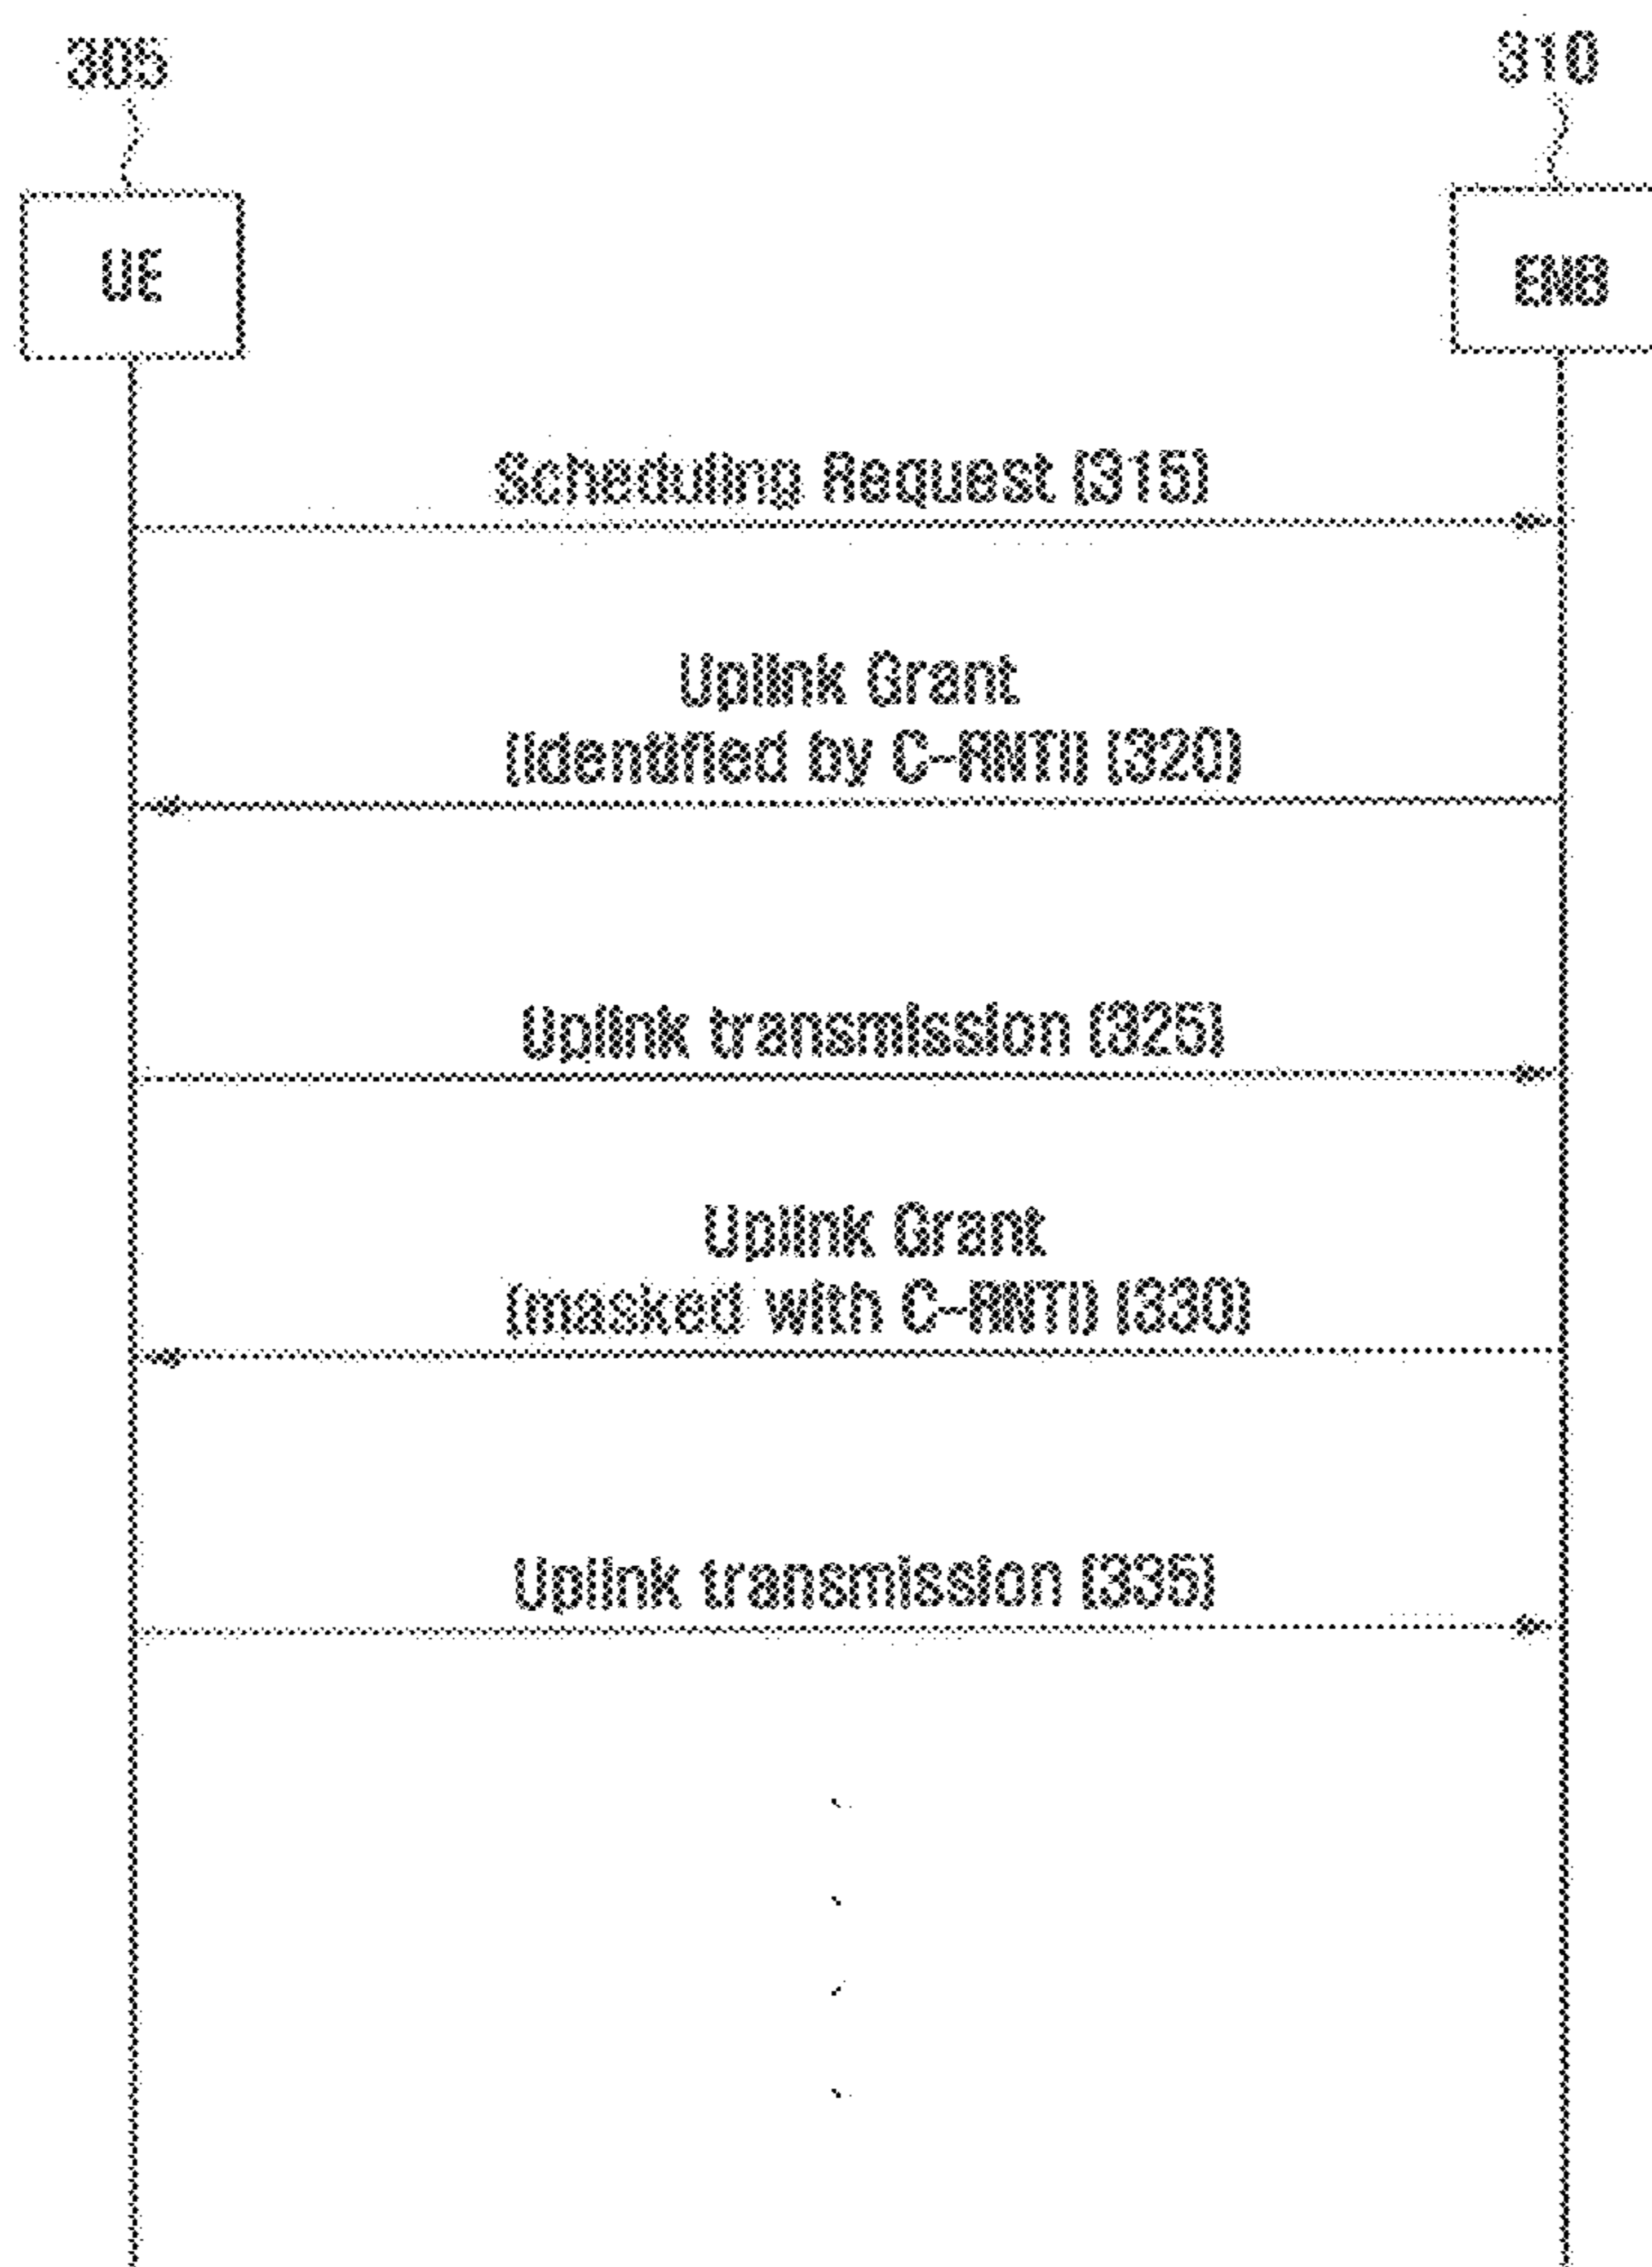 305
310
UE
ENB
Scheduling Request (315)
Uplink Grant
(identified by C-RNTI) (320)
Uplink transmission (325)
Uplink Grant
(masked with C-RNTI) (330)
Uplink transmission (335)